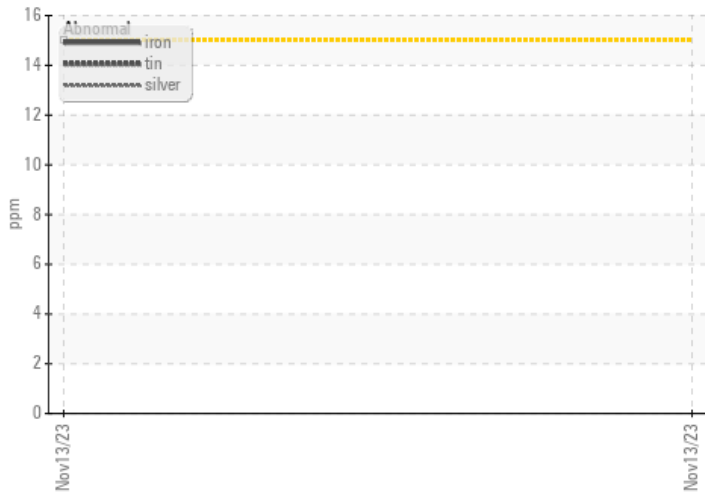 16
Abnormal
iron
14
tin
silver
12
10
ppm
8
6
4
2
0
Nov13/23
Nov13/23